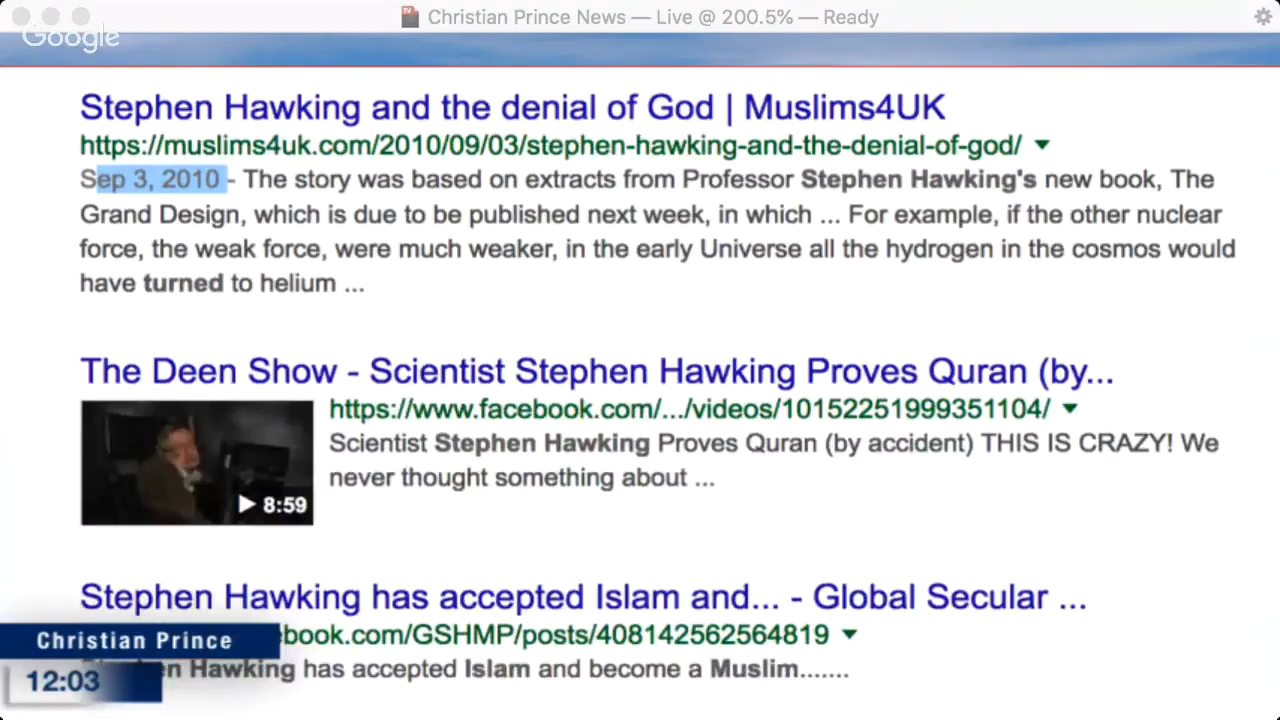 Christian Prince News — Live @ 200.5% — Ready
Google
Stephen Hawking and the denial of God | Muslims4UK
https://muslims4uk.com/2010/09/03/stephen-hawking-and-the-denial-of-god/
Sep 3, 2010 - The story was based on extracts from Professor Stephen Hawking's new book, The
Grand Design, which is due to be published next week, in which ... For example, if the other nuclear
force, the weak force, were much weaker, in the early Universe all the hydrogen in the cosmos would
have turned to helium ...
The Deen Show - Scientist Stephen Hawking Proves Quran (by...
https://www.facebook.com/.../videos/10152251999351104/
Scientist Stephen Hawking Proves Quran (by accident) THIS IS CRAZY! We
never thought something about ...
8:59
Stephen Hawking has accepted Islam and... - Global Secular ...
book.com/GSHMP/posts/408142562564819
Christian Prince
Hawking has accepted Islam and become a Muslim.......
12:03